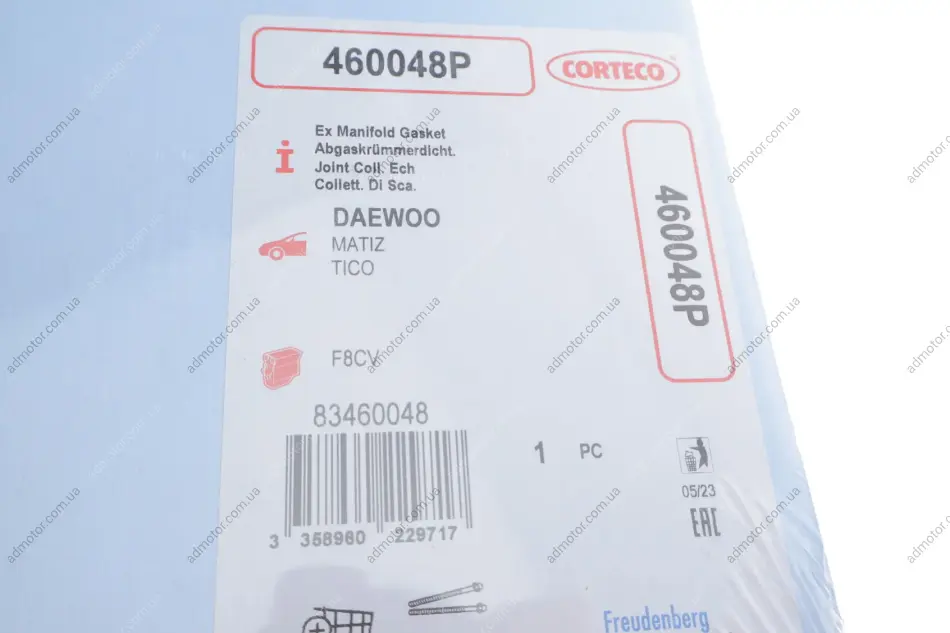 460048P
CORTECO
Ex Manifold Gasket
Abgaskrümmerdicht.
Joint Coll. Ech
Collett. Di Sca.
DAEWOO
MATIZ
TICO
460048P
F8CV
83460048
1 PC
05/23
EAC
3 358980 229717
Freudenberg
admotor.com.ua